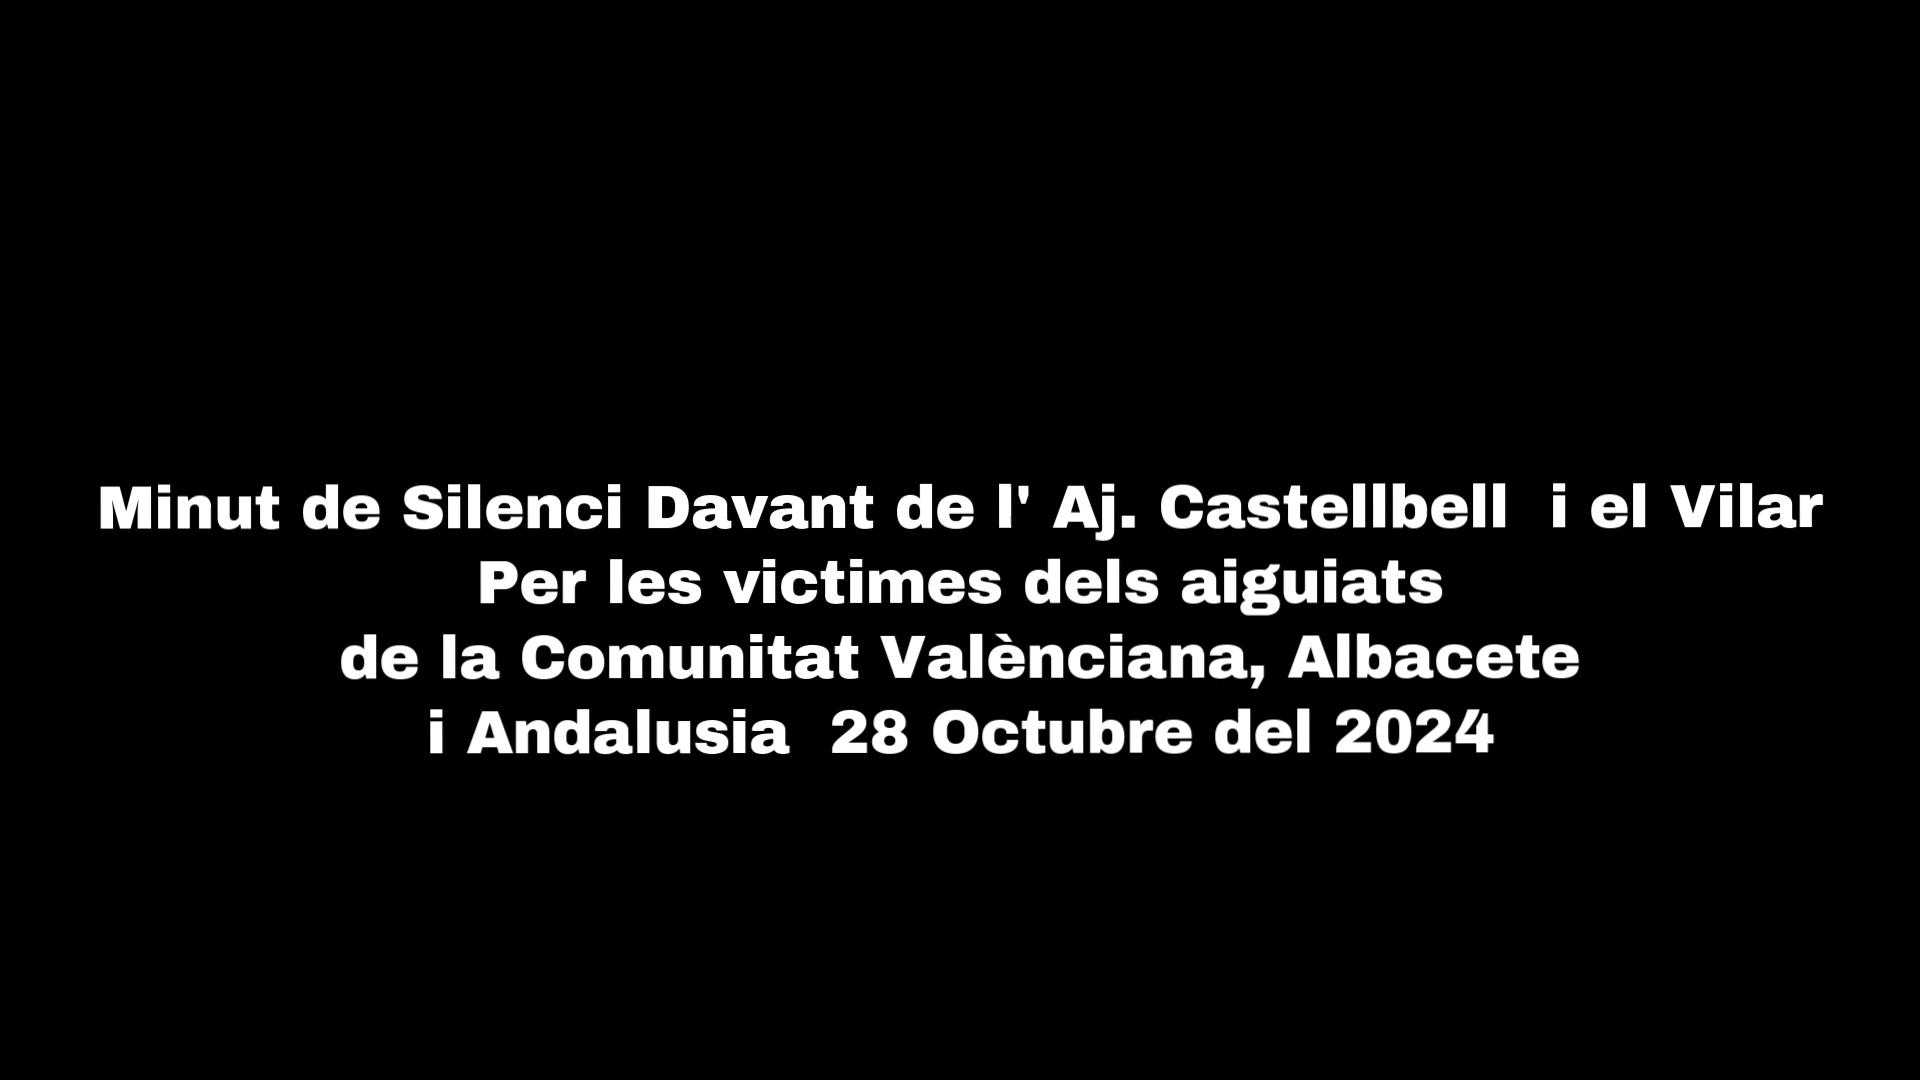 Minut de Silenci Davant de l' Aj. Castellbell  i el Vilar
Per les victimes dels aiguiats
de la Comunitat Valènciana, Albacete
i Andalusia  28 Octubre del 2024